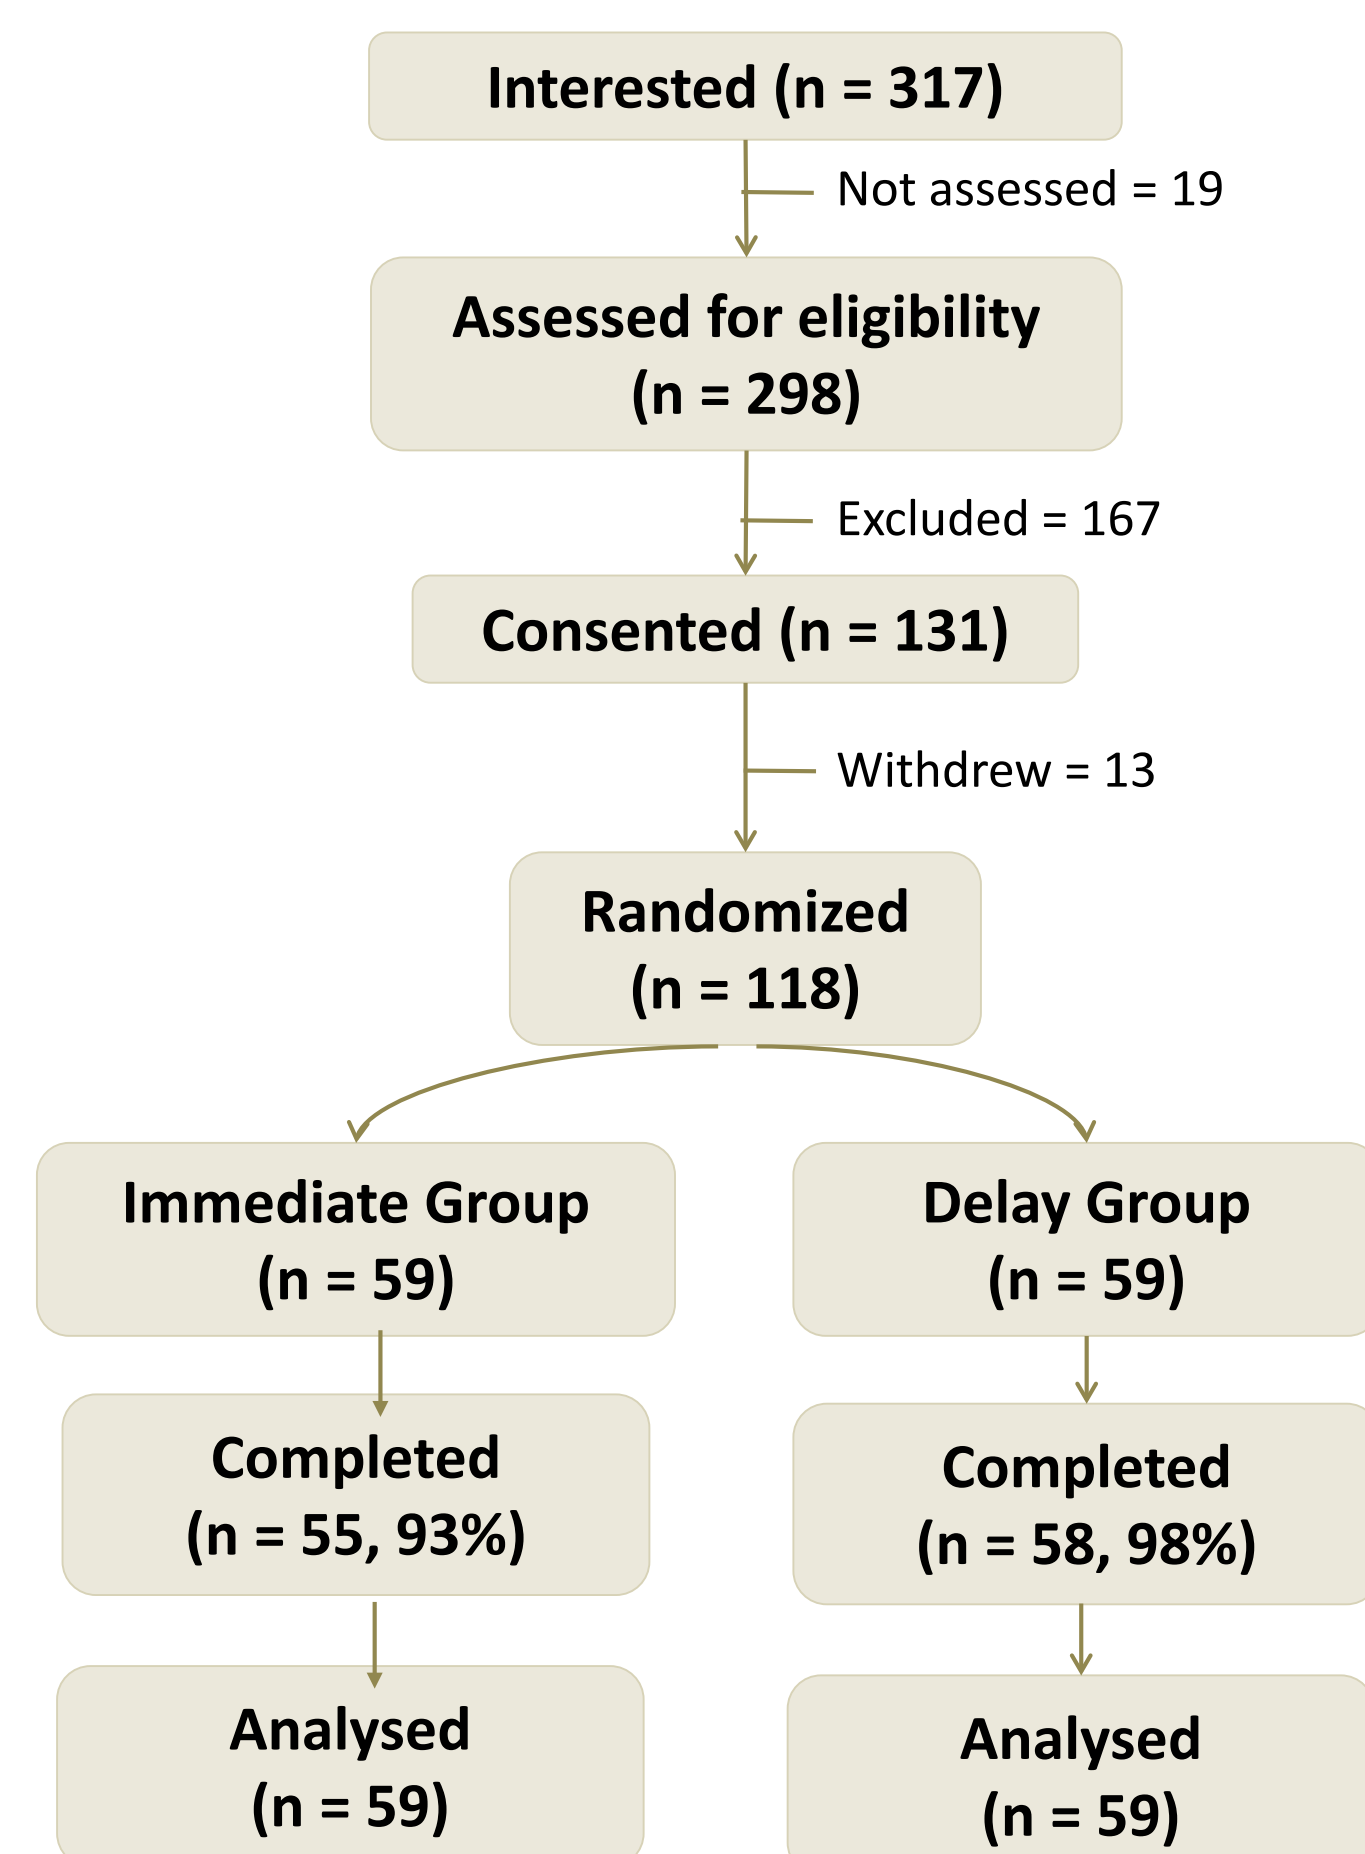 Interested (n = 317)
Not assessed = 19
Assessed for eligibility
(n = 298)
Excluded = 167
Consented (n = 131)
Withdrew = 13
Randomized
(n = 118)
Immediate Group
(n = 59)
Delay Group
(n = 59)
Completed
(n = 55, 93%)
Completed
(n = 58, 98%)
Analysed
(n = 59)
Analysed
(n = 59)